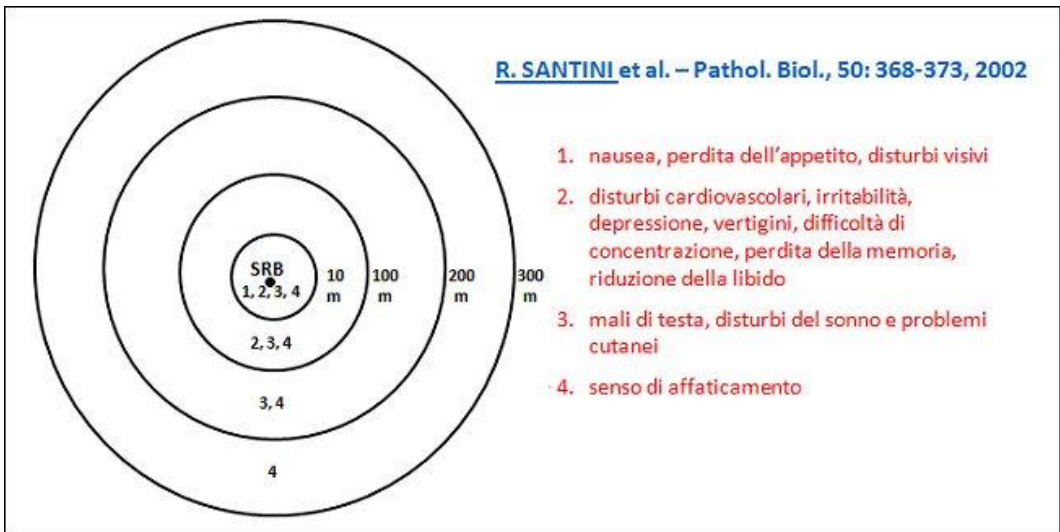 R. SANTINI et al. – Pathol. Biol., 50: 368-373, 2002
1. nausea, perdita dell'appetito, disturbi visivi
2. disturbi cardiovascolari, irritabilità,
depressione, vertigini, difficoltà di
concentrazione, perdita della memoria,
riduzione della libido
3. mali di testa, disturbi del sonno e problemi
cutanei
4. senso di affaticamento
SRB
1, 2, 3, 4
10
m
100
m
200
m
300
m
2, 3, 4
3, 4
4